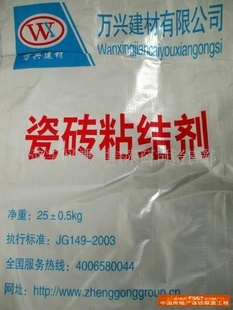 WX
万兴建材
万兴建材有限公司
Wanxingjiancaiyouxiangongsi
瓷砖粘结剂
净重：25±0.5kg
执行标准：JG149-2003
全国服务热线：4006580044
网址：http://www.zhenggonggroup.cn